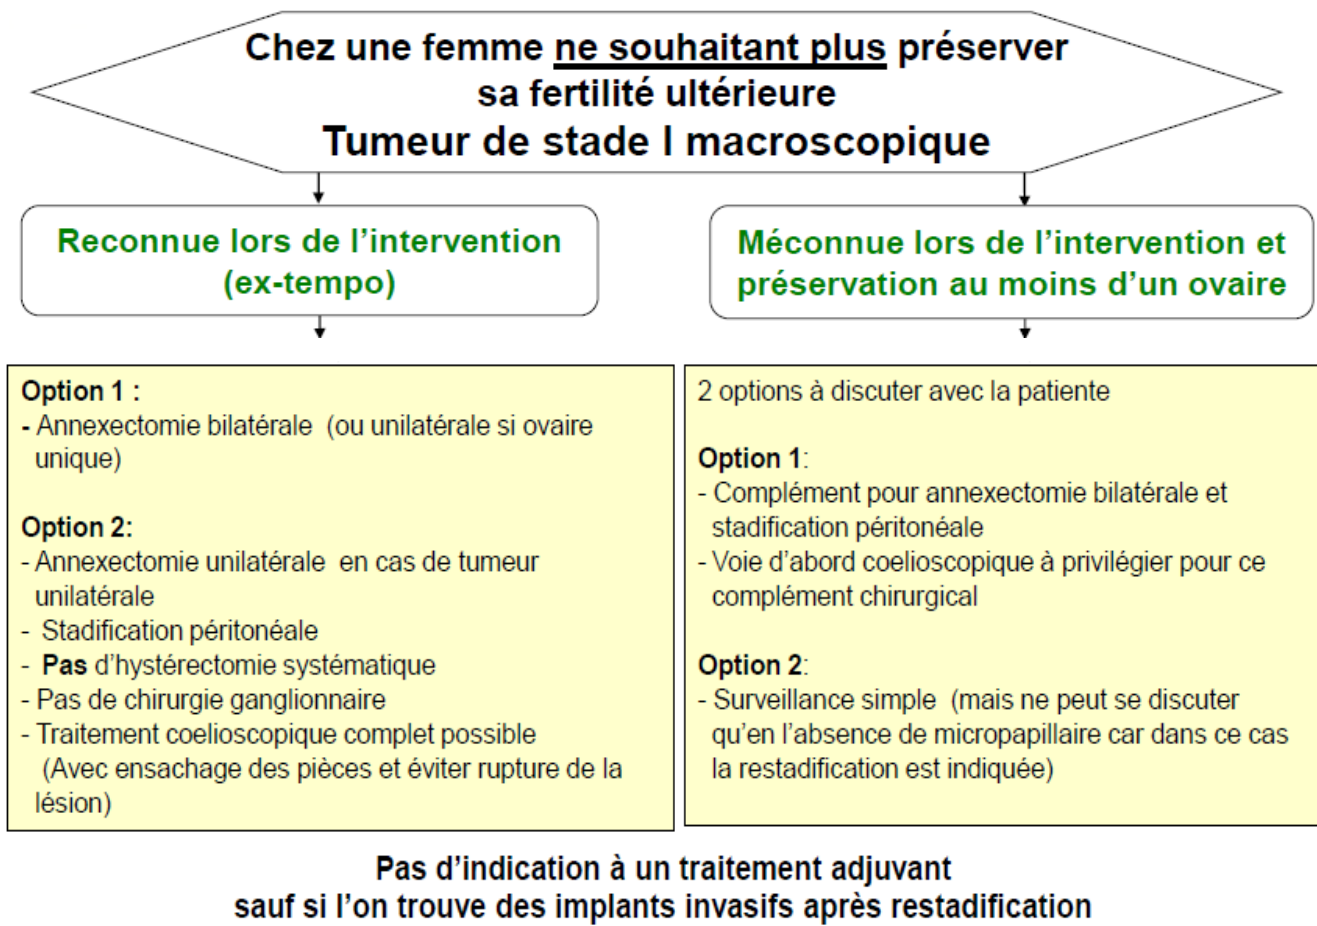 Chez une femme ne souhaitant plus préserver
sa fertilité ultérieure
Tumeur de stade I macroscopique
Reconnue lors de l'intervention
(ex-tempo)
Méconnue lors de l'intervention et
préservation au moins d'un ovaire
Option 1 :
- Annexectomie bilatérale (ou unilatérale si ovaire
unique)
Option 2:
- Annexectomie unilatérale en cas de tumeur
unilatérale
- Stadification péritonéale
- Pas d'hystérectomie systématique
- Pas de chirurgie ganglionnaire
- Traitement coelioscopique complet possible
(Avec ensachage des pièces et éviter rupture de la
lésion)
2 options à discuter avec la patiente
Option 1:
- Complément pour annexectomie bilatérale et
stadification péritonéale
- Voie d'abord coelioscopique à privilégier pour ce
complément chirurgical
Option 2:
- Surveillance simple (mais ne peut se discuter
qu'en l'absence de micropapillaire car dans ce cas
la restadification est indiquée)
Pas d'indication à un traitement adjuvant
sauf si l'on trouve des implants invasifs après restadification